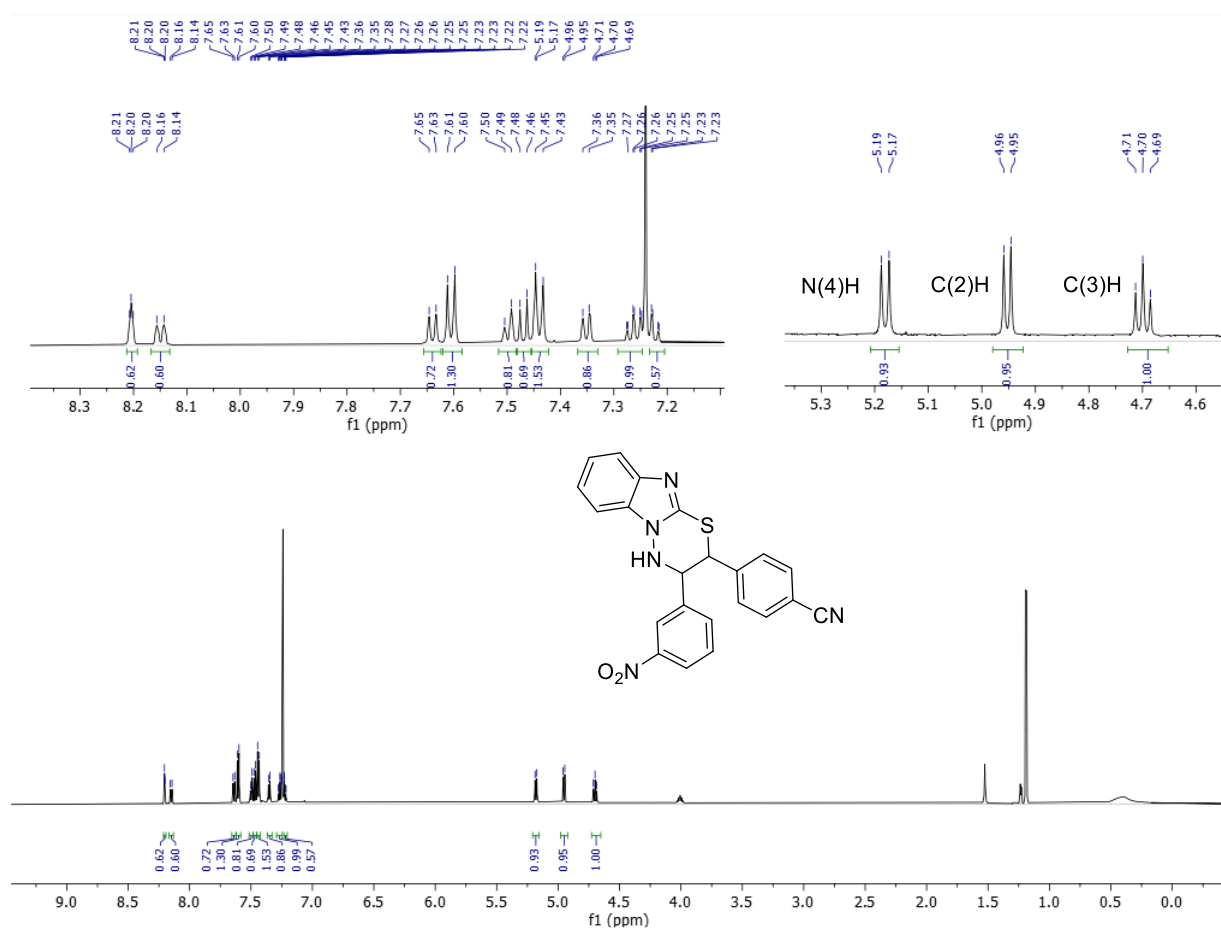 8.21 8.20 8.20 8.16 8.14 7.65 7.63 7.61 7.60 7.50 7.49 7.48 7.46 7.45 7.43 7.36 7.35 7.28 7.27 7.26 7.26 7.25 7.25 7.23 7.23 7.22 7.22 5.19 5.17 4.96 4.95 4.71 4.70 4.69
8.21 8.20 8.20 8.16 8.14 7.65 7.63 7.61 7.60 7.50 7.49 7.48 7.46 7.45 7.43 7.36 7.35 7.27 7.26 7.26 7.25 7.25 7.23 7.23
0.62 0.60 0.72 1.30 0.81 0.69 1.53 0.86 0.99 0.57
8.3 8.2 8.1 8.0 7.9 7.8 7.7 7.6 7.5 7.4 7.3 7.2
f1 (ppm)
5.19 5.17 4.96 4.95 4.71 4.70 4.69
N(4)H C(2)H C(3)H
0.93 0.95 1.00
5.3 5.2 5.1 5.0 4.9 4.8 4.7 4.6
f1 (ppm)
N
N S
HN
CN
O2N
0.62 0.60 0.72 1.30 0.81 0.69 1.53 0.86 0.99 0.57 0.93 0.95 1.00
9.0 8.5 8.0 7.5 7.0 6.5 6.0 5.5 5.0 4.5 4.0 3.5 3.0 2.5 2.0 1.5 1.0 0.5 0.0
f1 (ppm)